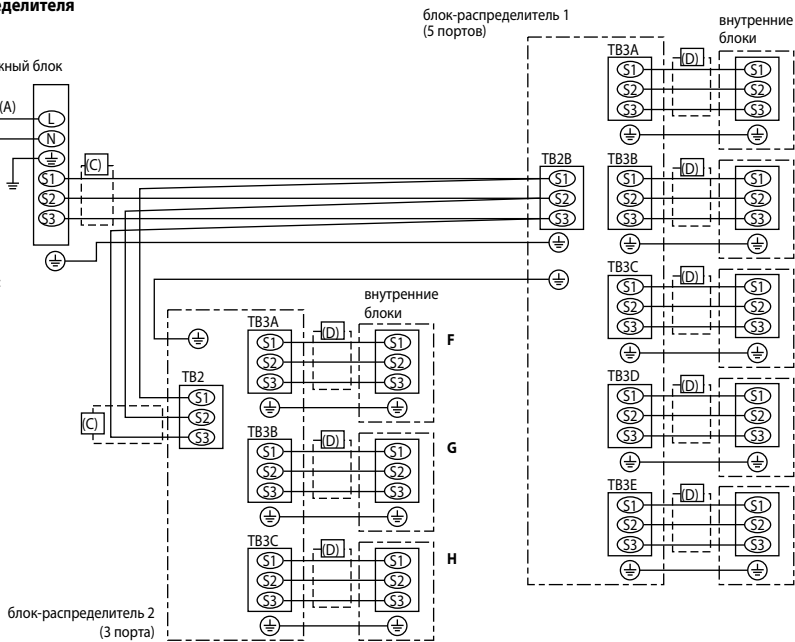 блок-распределитель 1
(5 портов)
внутренние
блоки
(A)
L
N
S1
S2
S3
(C)
TB2B
S1
S2
S3
TB3A
S1
S2
S3
(D)
S1
S2
S3
TB3B
S1
S2
S3
(D)
S1
S2
S3
TB3C
S1
S2
S3
(D)
S1
S2
S3
TB3D
S1
S2
S3
(D)
S1
S2
S3
TB3E
S1
S2
S3
(D)
S1
S2
S3
внутренние
блоки
TB2
S1
S2
S3
(C)
TB3A
S1
S2
S3
(D)
S1
S2
S3
F
TB3B
S1
S2
S3
(D)
S1
S2
S3
G
TB3C
S1
S2
S3
(D)
S1
S2
S3
H
блок-распределитель 2
(3 порта)